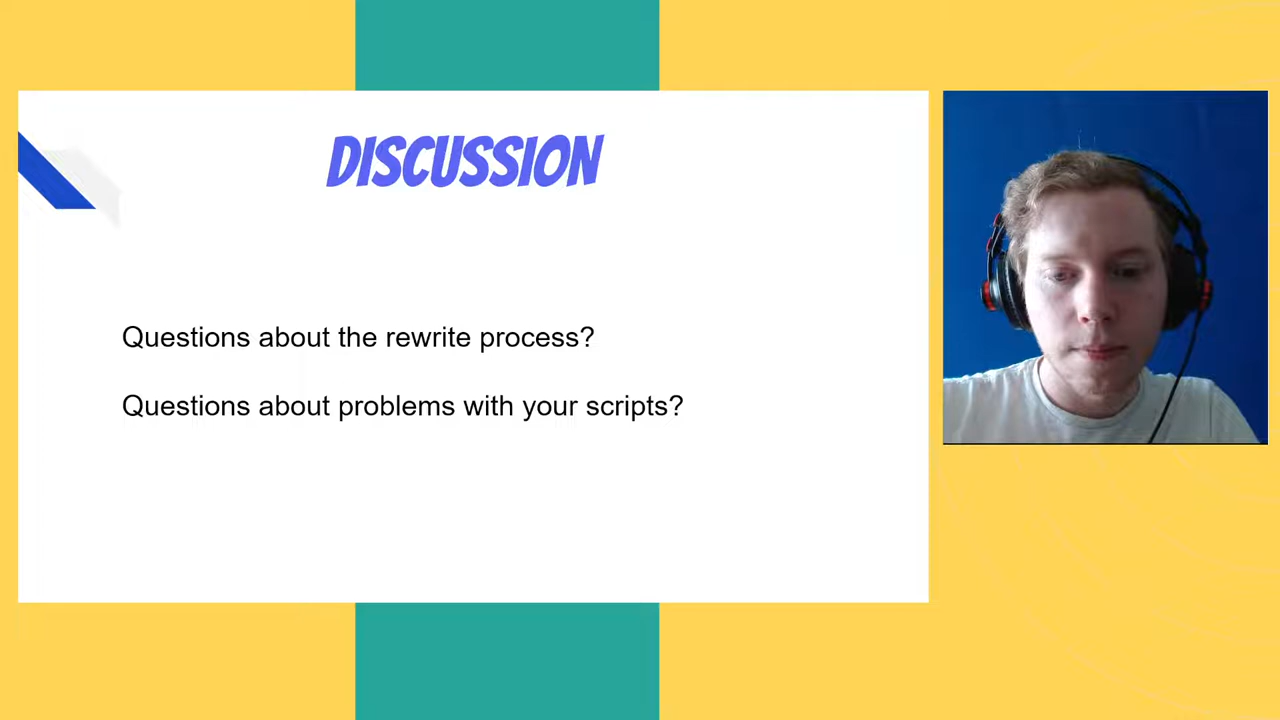 DISCUSSION
Questions about the rewrite process?
Questions about problems with your scripts?